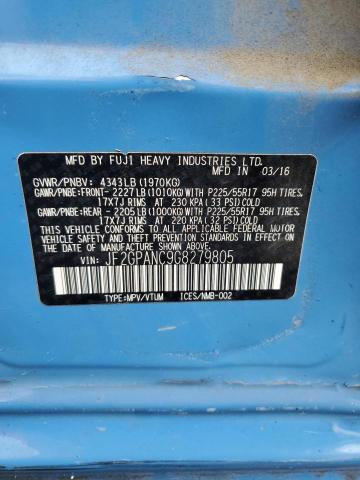 MFD BY FUJI HEAVY INDUSTRIES LTD.
MFD IN 03/16
GVWR/PNBV: 4343LB(1970KG)
GAWR/PNBE:FRONT- 2227LB(1010KG)WITH P225/55R17 95H TIRES,
17X7J RIMS AT 230 KPA(33 PSI)COLD
GAWR/PNBE:REAR - 2205LB(1000KG)WITH P225/55R17 95H TIRES,
17X7J RIMS AT 220 KPA(32 PSI)COLD
THIS VEHICLE CONFORMS TO ALL APPLICABLE FEDERAL MOTOR
VEHICLE SAFETY AND THEFT PREVENTION STANDARDS IN EFFECT
ON THE DATE OF MANUFACTURE SHOWN ABOVE.
VIN: JF2GPANC9G8279805
TYPE:MPV/VTUM ICES/NMB-002